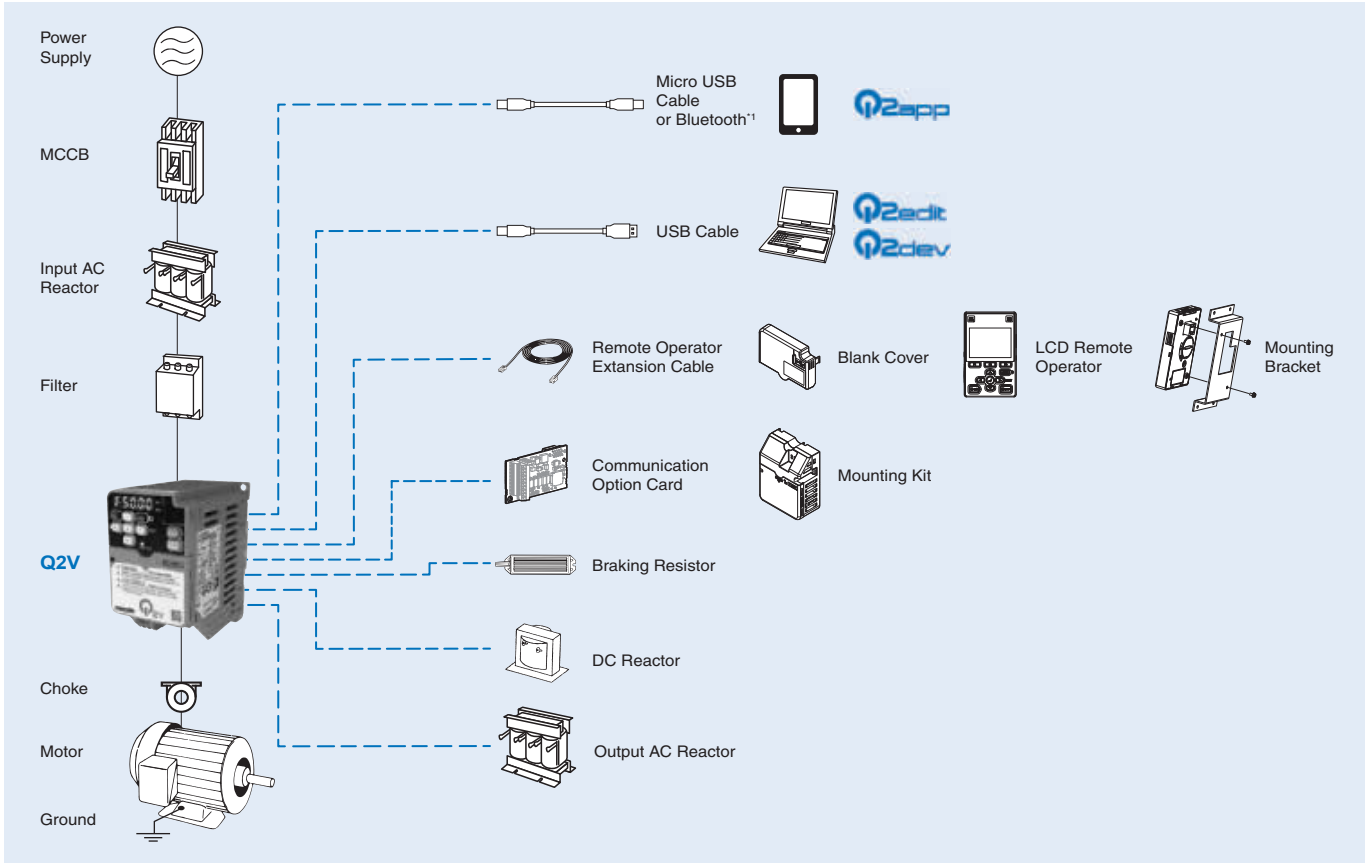 Power
Supply
MCCB
Input AC
Reactor
Filter
Q2V
Choke
Motor
Ground
Micro USB
Cable
or Bluetooth*1
Q2app
USB Cable
Q2edit
Q2dev
Remote Operator
Extension Cable
Blank Cover
LCD Remote
Operator
Mounting
Bracket
Communication
Option Card
Mounting Kit
Braking Resistor
DC Reactor
Output AC Reactor